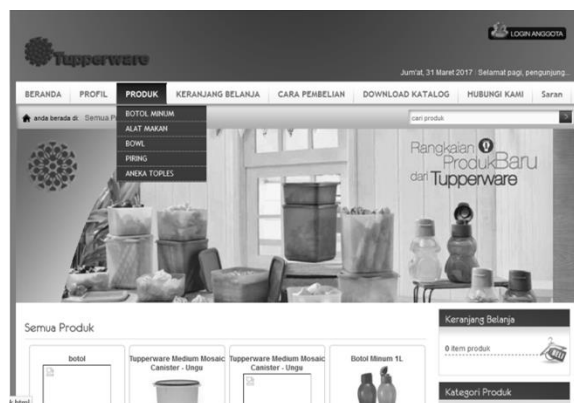 LOGIN ANGGOTA
Tupperware
Jum'at, 31 Maret 2017 | Selamat pagi, pengunjung...
BERANDA PROFIL PRODUK KERANJANG BELANJA CARA PEMBELIAN DOWNLOAD KATALOG HUBUNGI KAMI Saran
BOTOL MINUM
ALAT MAKAN
BOWL
PIRING
ANEKA TOPLES
anda berada di: Semua
cari produk
Rangkaian
Produk Baru
dari Tupperware
Semua Produk
Keranjang Belanja
0 item produk
Kategori Produk
botol
Tupperware Medium Mosaic
Canister - Ungu
Tupperware Medium Mosaic
Canister - Ungu
Botol Minum 1L